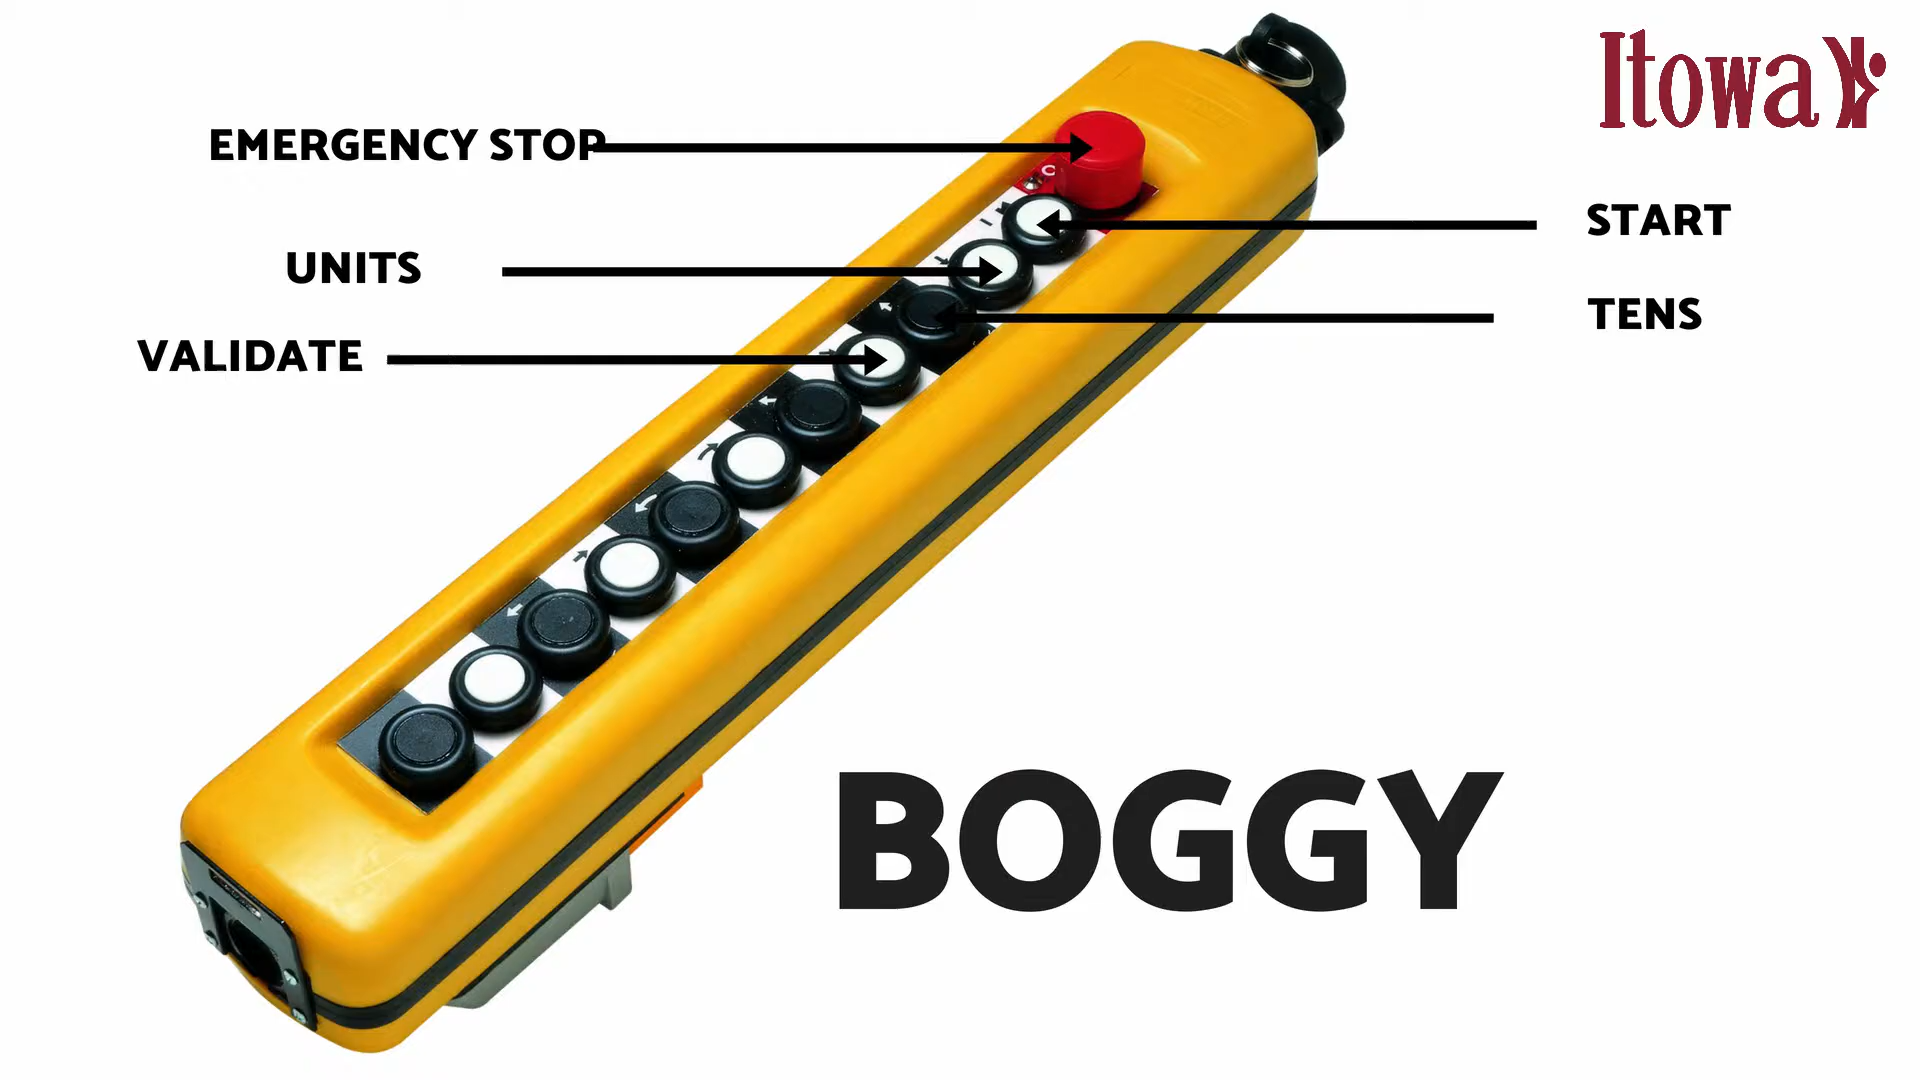 Itowa
EMERGENCY STOP
START
UNITS
TENS
VALIDATE
BOGGY